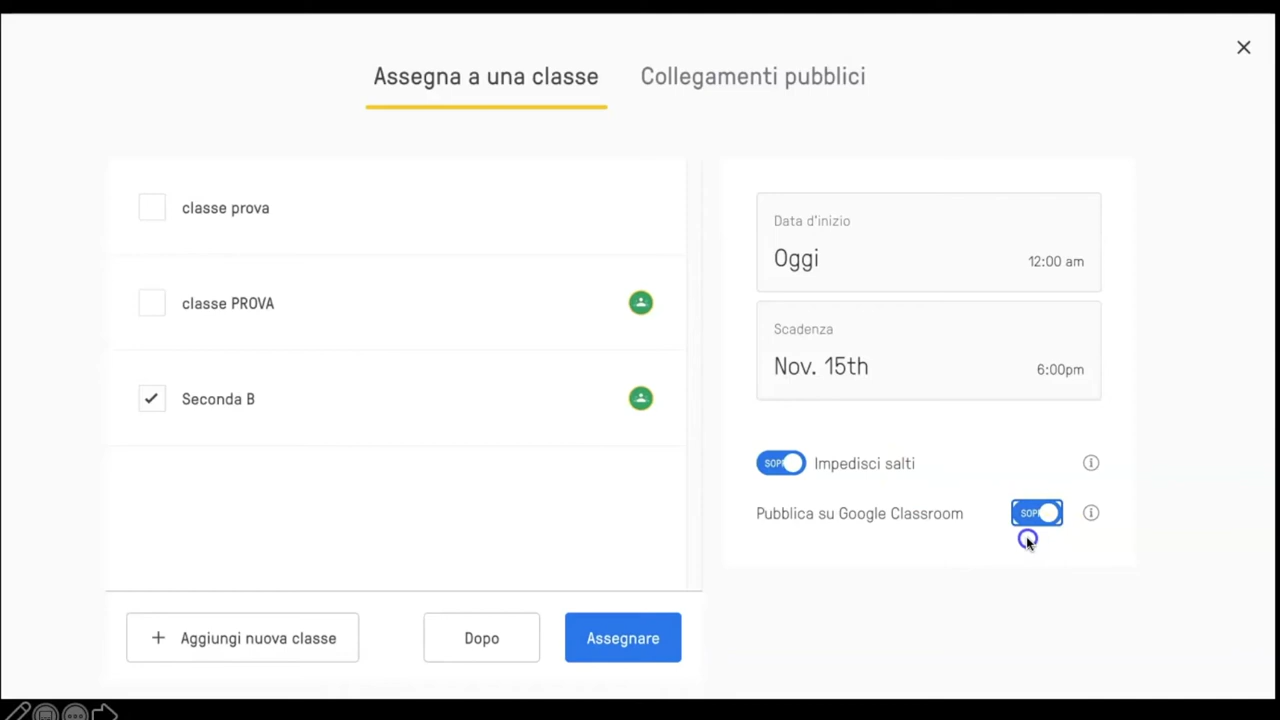 Assegna a una classe
Collegamenti pubblici
classe prova
classe PROVA
Seconda B
Data d'inizio
Oggi
12:00 am
Scadenza
Nov. 15th
6:00pm
Impedisci salti
Pubblica su Google Classroom
+ Aggiungi nuova classe
Dopo
Assegnare